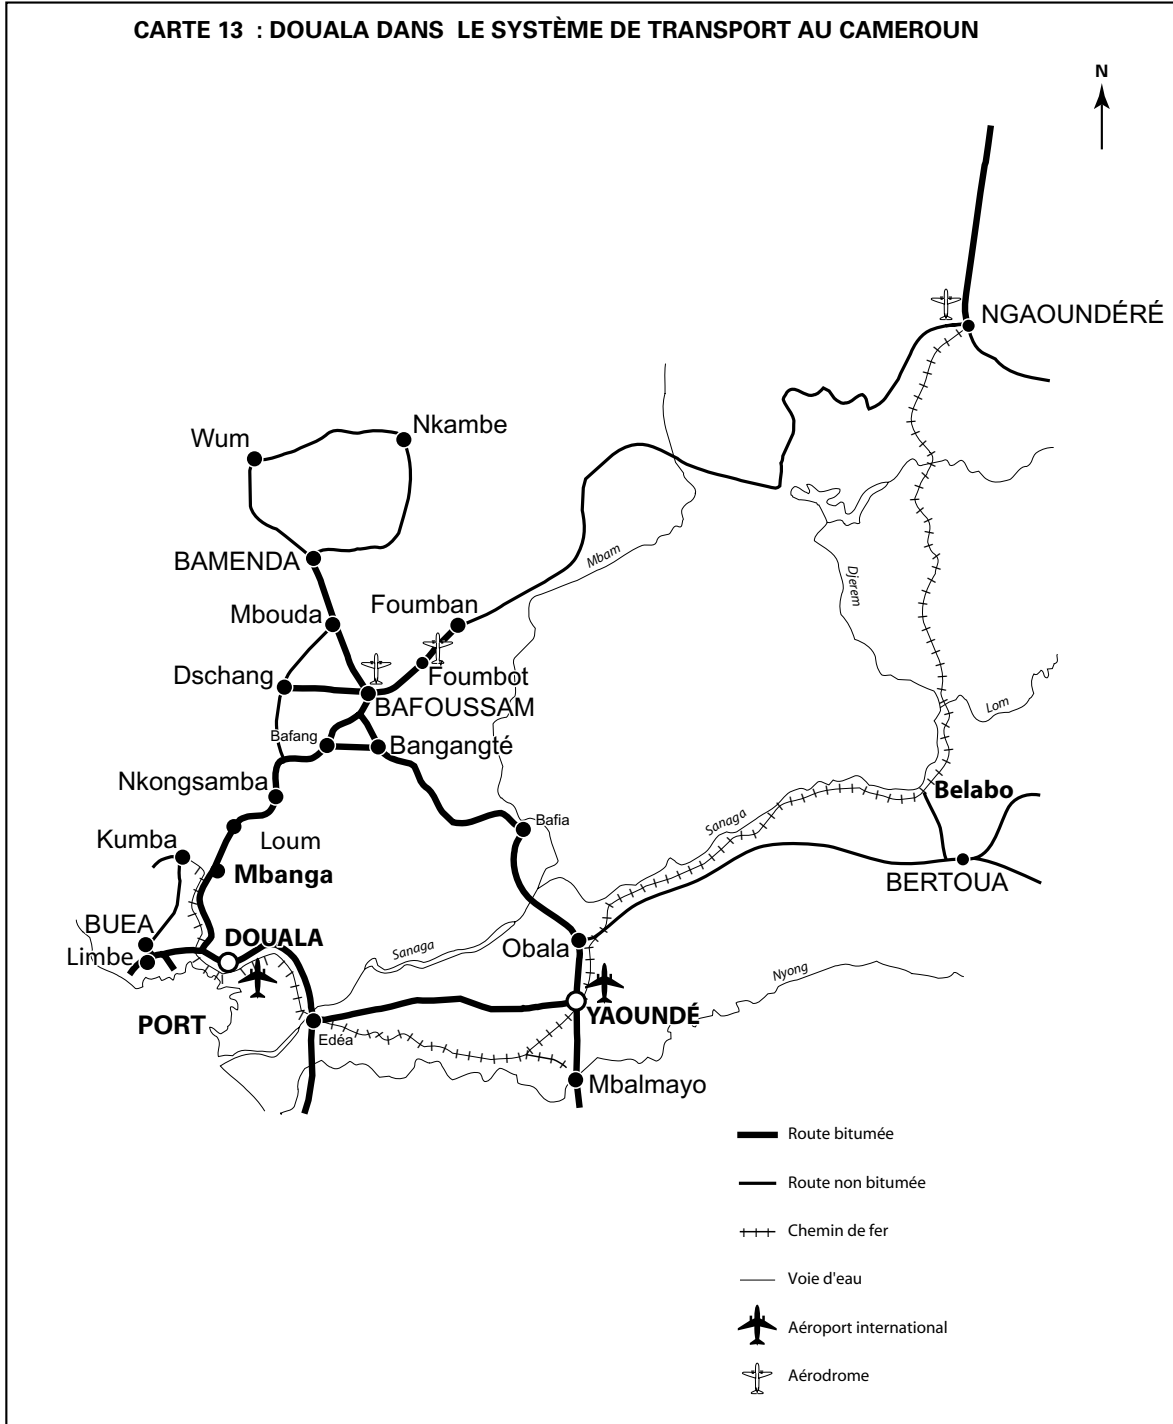 CARTE 13 : DOUALA DANS LE SYSTÈME DE TRANSPORT AU CAMEROUN
N
NGAOUNDÉRÉ
Nkambe
Wum
BAMENDA
Mbam
Djerem
Foumban
Mbouda
Dschang
Foumbot
BAFOUSSAM
Lom
Bafang
Bangangté
Nkongsamba
Belabo
Sanaga
Bafia
Kumba
Loum
Mbanga
BERTOUA
BUEA
DOUALA
Limbe
Sanaga
Obala
Nyong
PORT
YAOUNDÉ
Edéa
Mbalmayo
Route bitumée
Route non bitumée
Chemin de fer
Voie d'eau
Aéroport international
Aérodrome